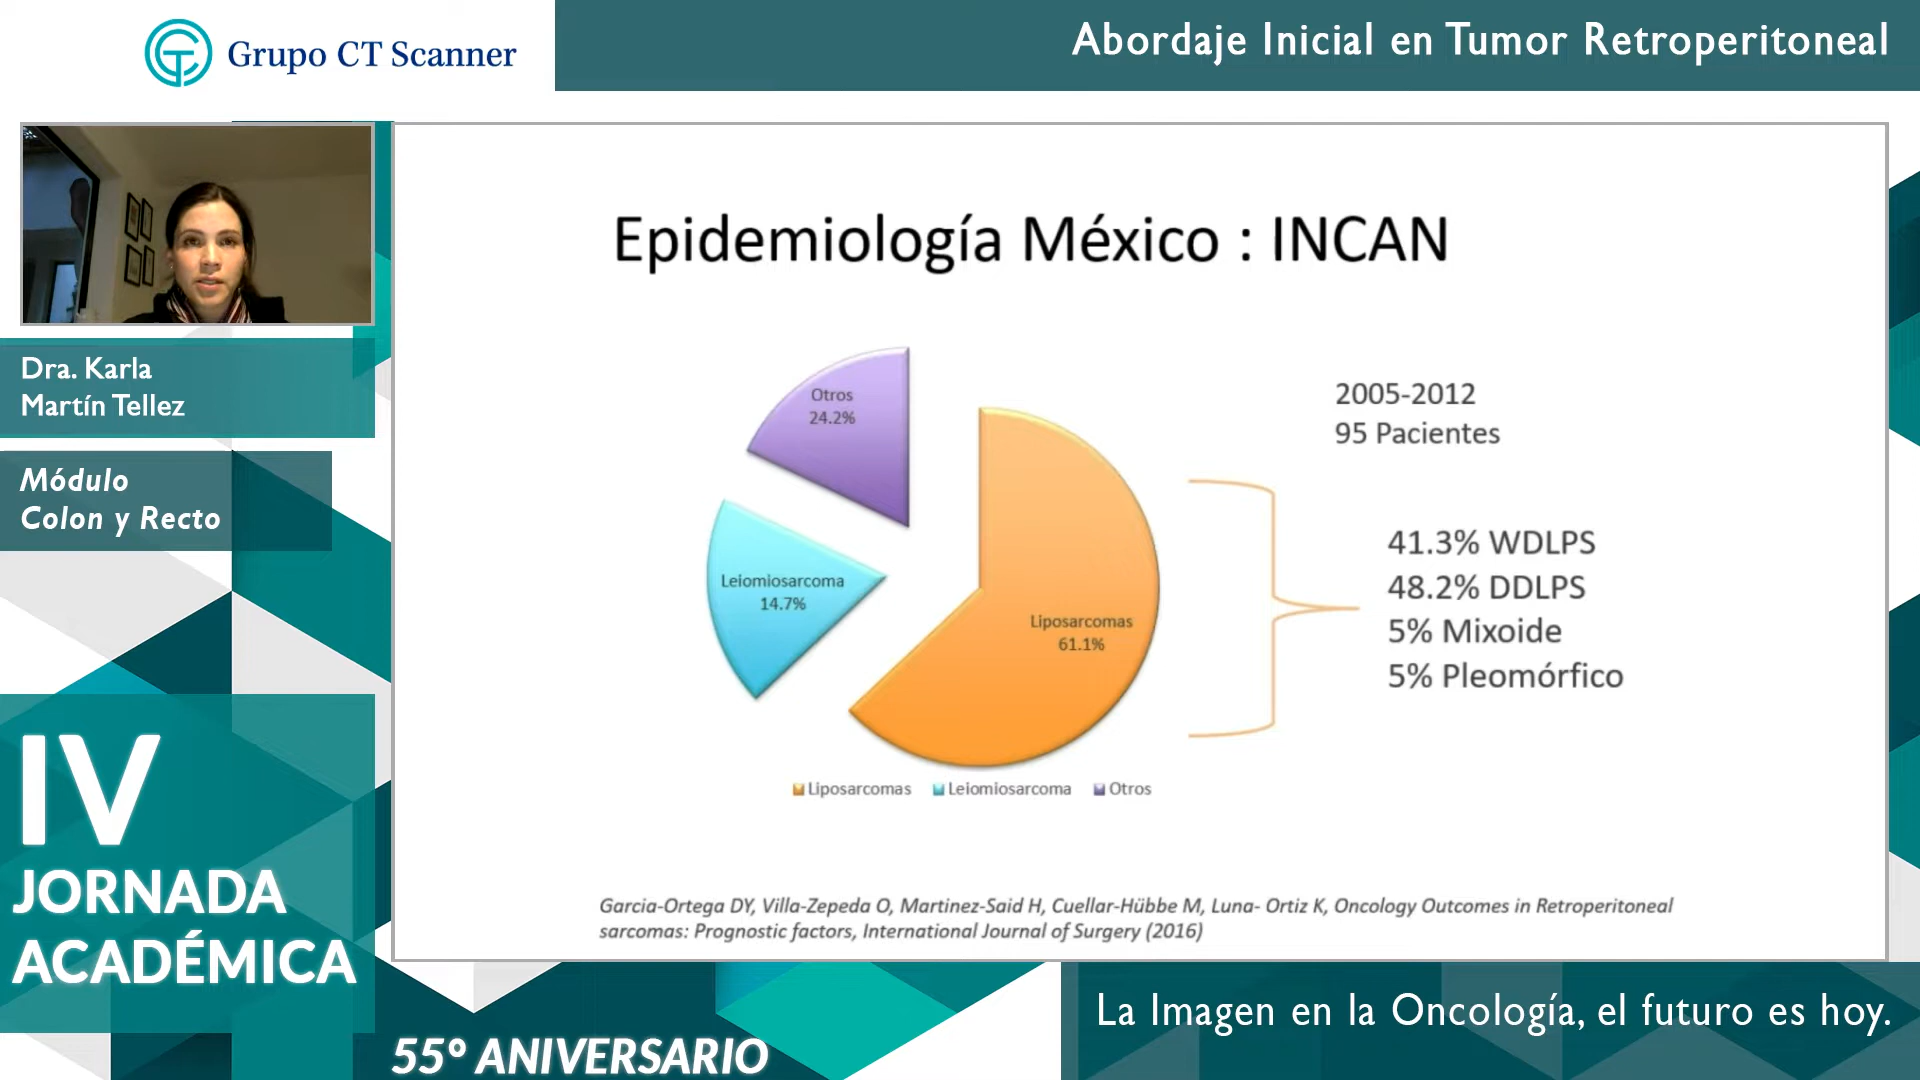 Grupo CT Scanner
Abordaje Inicial en Tumor Retroperitoneal
Dra. Karla
Martín Tellez
Módulo
Colon y Recto
IV
JORNADA
ACADÉMICA
55º ANIVERSARIO
Epidemiología México : INCAN
Otros
24.2%
Leiomiosarcoma
14.7%
Liposarcomas
61.1%
Liposarcomas Leiomiosarcoma Otros
2005-2012
95 Pacientes
41.3% WDLPS
48.2% DDLPS
5% Mixoide
5% Pleomórfico
Garcia-Ortega DY, Villa-Zepeda O, Martinez-Said H, Cuellar-Hübbe M, Luna- Ortiz K, Oncology Outcomes in Retroperitoneal
sarcomas: Prognostic factors, International Journal of Surgery (2016)
La Imagen en la Oncología, el futuro es hoy.